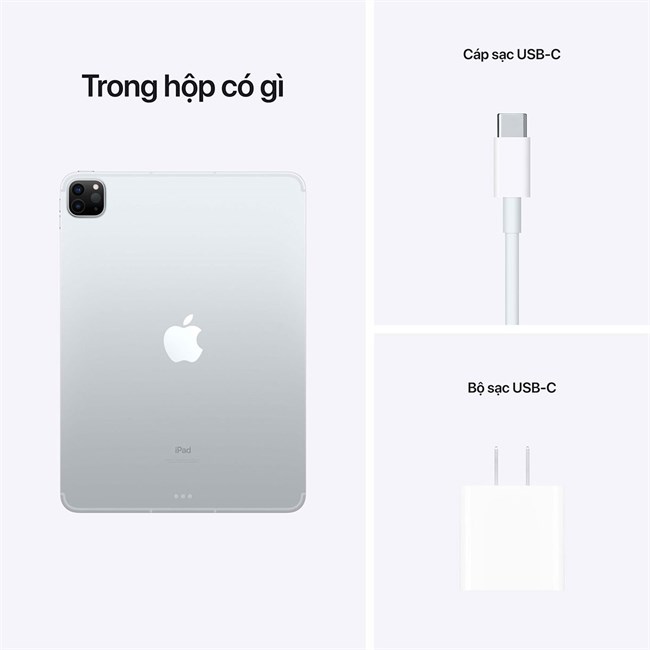 Trong hộp có gì
iPad
Cáp sạc USB-C
Bộ sạc USB-C